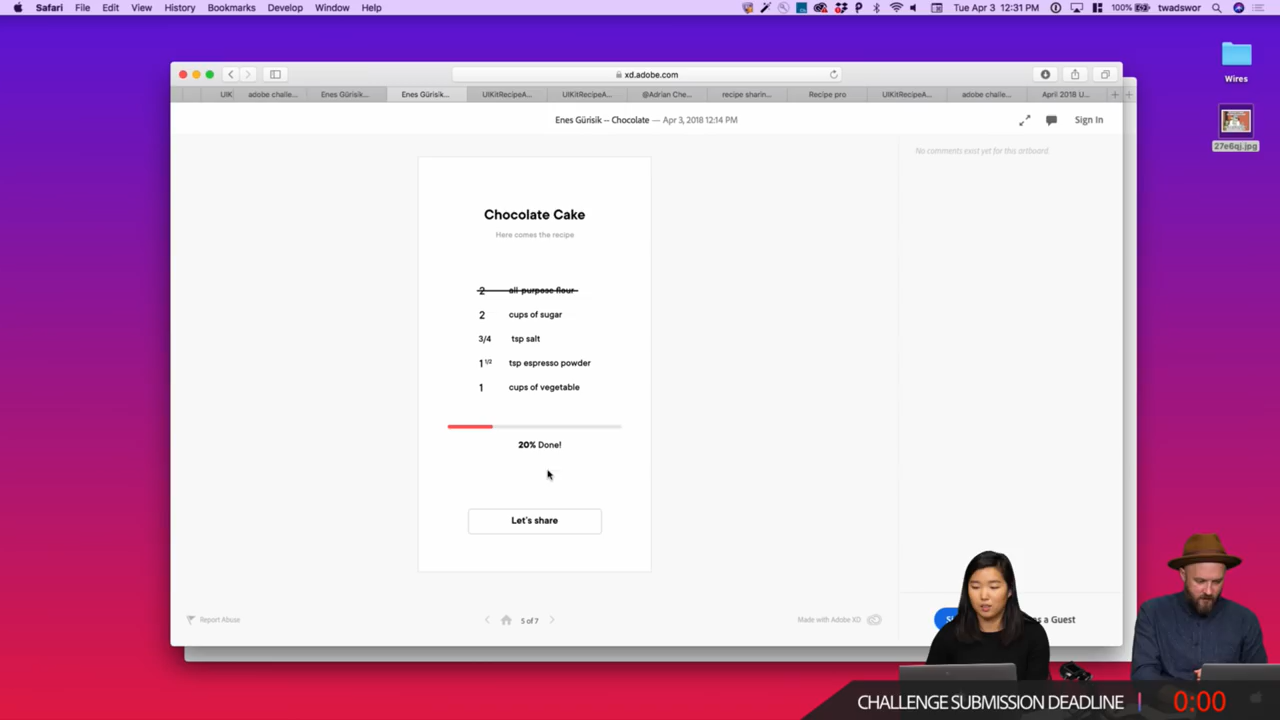 Safari File Edit View History Bookmarks Develop Window Help
100% Tue Apr 3 12:31 PM twadswor
Wires
27e6qj.jpg
xd.adobe.com
UIK adobe challe... Enes Gürisik... Enes Gürisik... UIKitRecipeA... UIKitRecipeA... @Adrian Che... recipe sharin... Recipe pro UIKitRecipeA... adobe challe... April 2018 U...
Enes Gürisik -- Chocolate — Apr 3, 2018 12:14 PM
Sign In
No comments exist yet for this artboard.
Chocolate Cake
Here comes the recipe
2 all-purpose flour
2 cups of sugar
3/4 tsp salt
1 1/2 tsp espresso powder
1 cups of vegetable
20% Done!
Let's share
Report Abuse
5 of 7
Made with Adobe XD
s a Guest
CHALLENGE SUBMISSION DEADLINE | 0:00